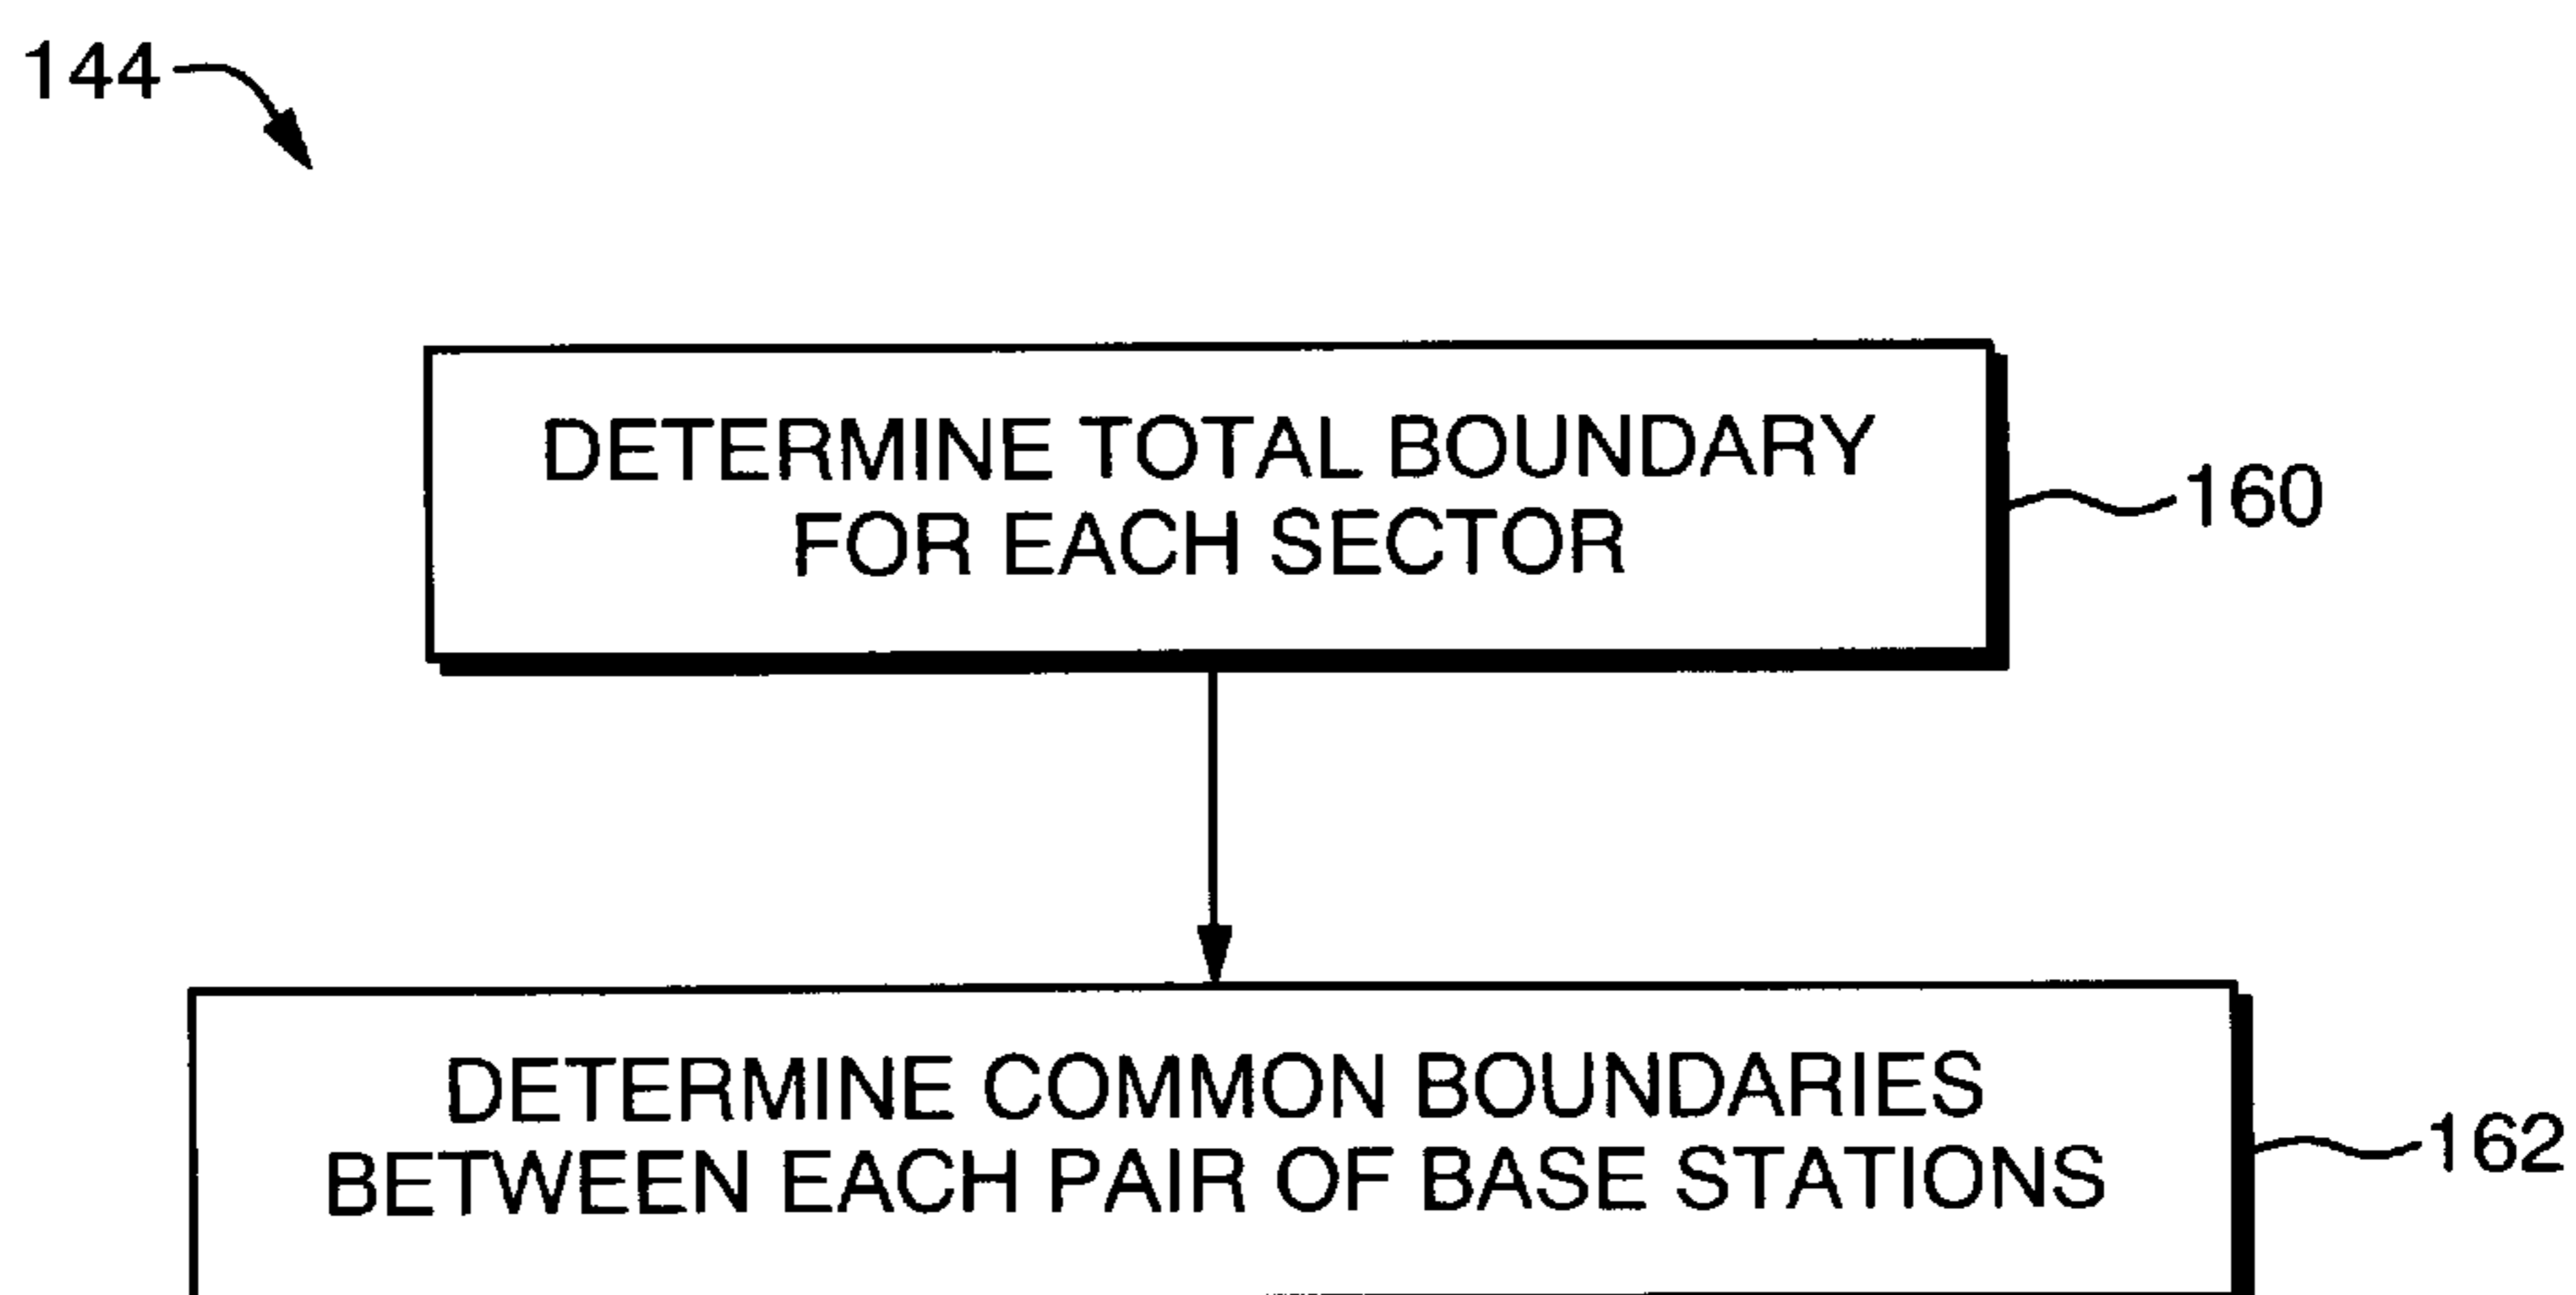 144
DETERMINE TOTAL BOUNDARY
FOR EACH SECTOR
160
DETERMINE COMMON BOUNDARIES
BETWEEN EACH PAIR OF BASE STATIONS
162